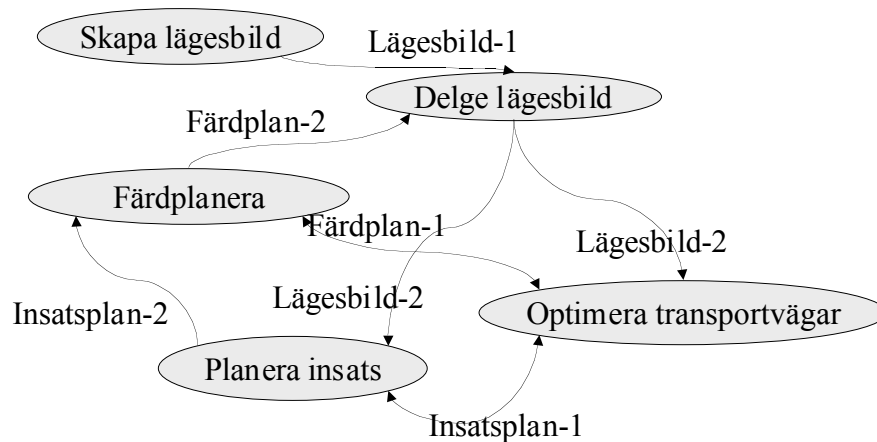 Skapa lägesbild
Lägesbild-1
Delge lägesbild
Färdplan-2
Färdplanera
Färdplan-1
Lägesbild-2
Lägesbild-2
Insatsplan-2
Optimera transportvägar
Planera insats
Insatsplan-1